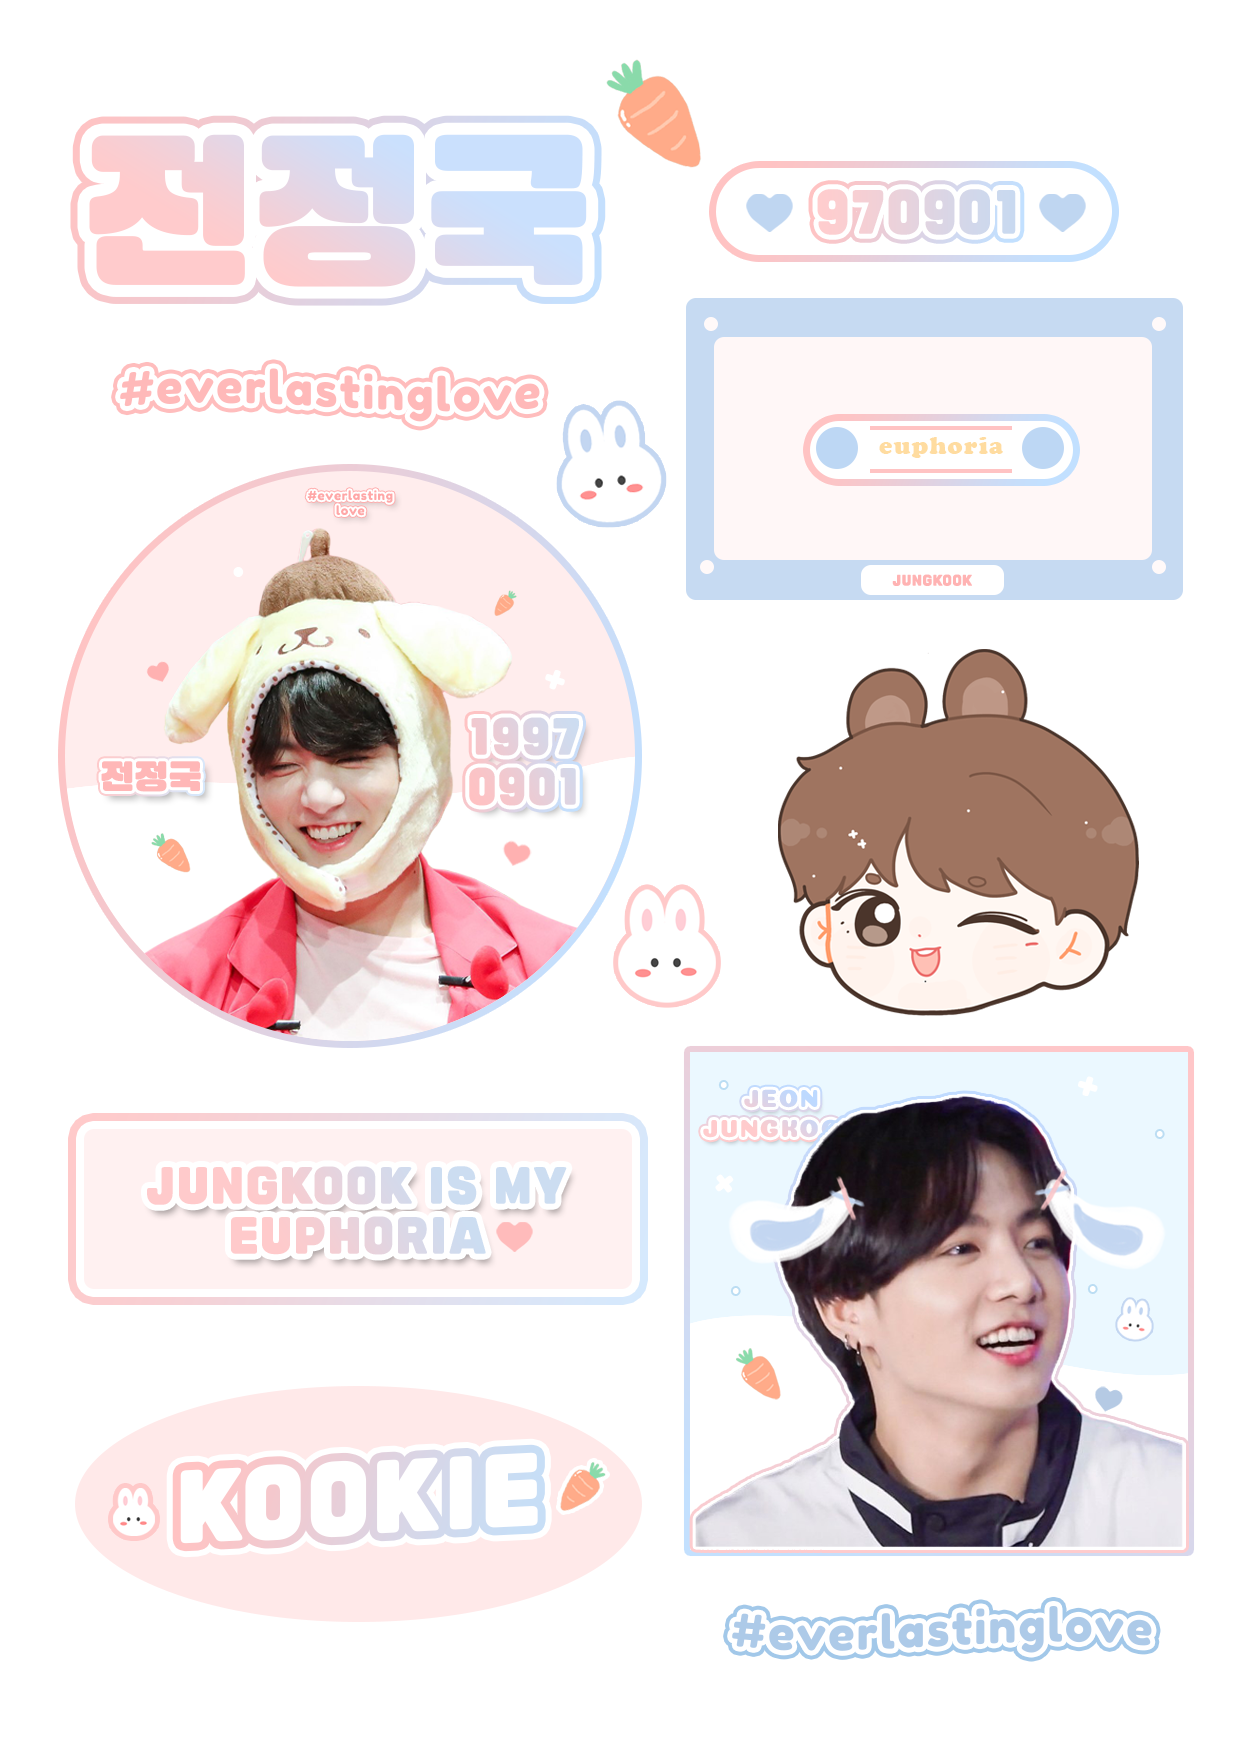 전정국
970901
#everlastinglove
euphoria
JUNGKOOK
#everlasting
love
1997
0901
전정국
JEON
JUNGKOO
JUNGKOOK IS MY
EUPHORIA
KOOKIE
#everlastinglove